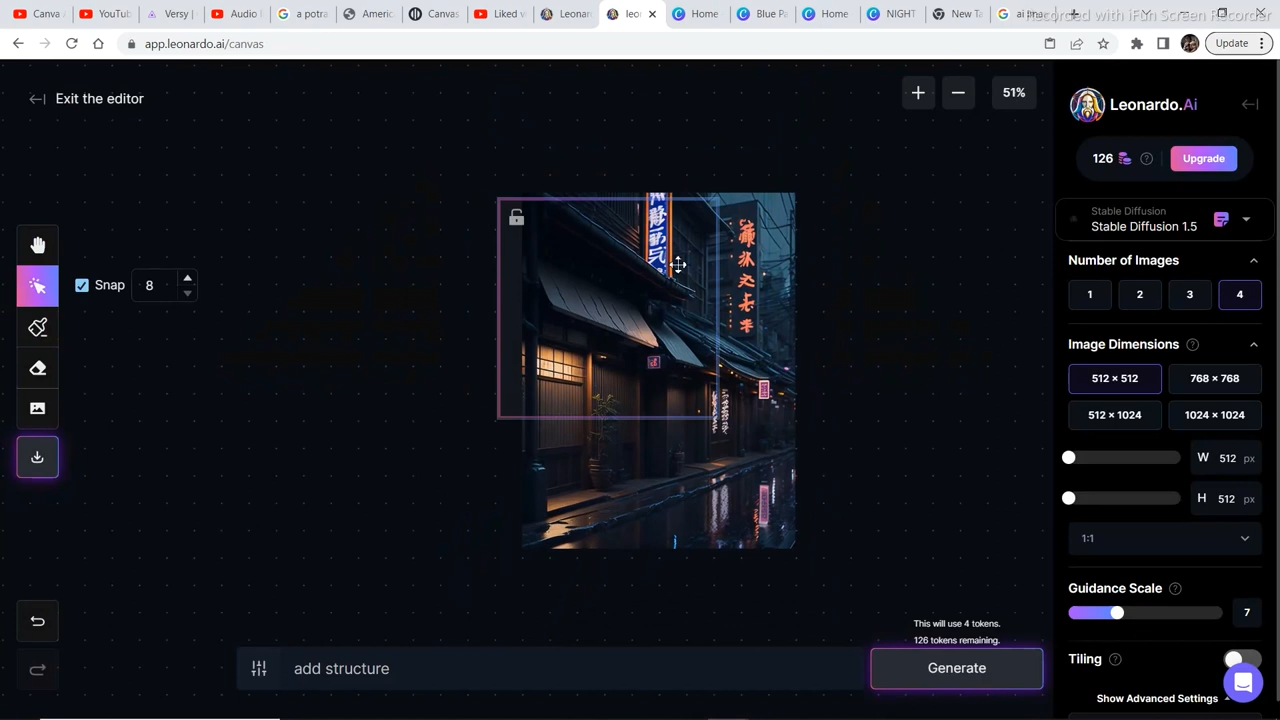 Canva
YouTub
Versy
Audio
a potra
Americ
Canvas
Liked v
Leonar
leo
Home
Blue Pa
Home
NIGHT
New Ta
ai imag
Recorded with iFun Screen Recorder
app.leonardo.ai/canvas
Update
Exit the editor
51%
Leonardo.Ai
126
Upgrade
Stable Diffusion
Stable Diffusion 1.5
Number of Images
1 2 3 4
Snap 8
Image Dimensions
512 × 512 768 × 768
512 × 1024 1024 × 1024
W 512 px
H 512 px
1:1
Guidance Scale
7
This will use 4 tokens.
126 tokens remaining.
add structure
Generate
Tiling
Show Advanced Settings